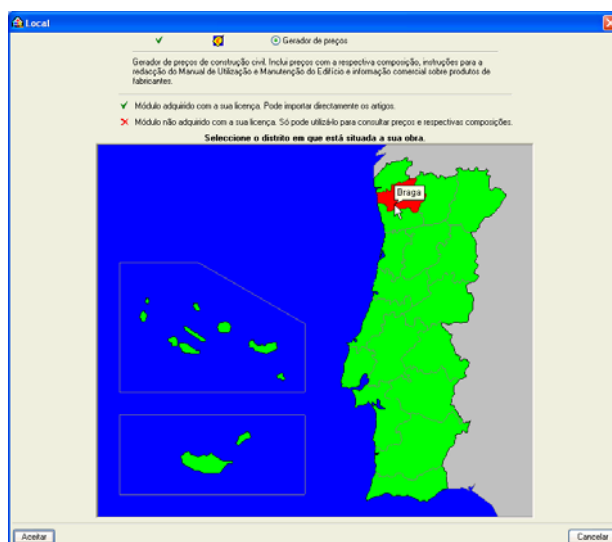 Local
Gerador de preços
Gerador de preços de construção civil. Inclui preços com a respectiva composição, instruções para a
redacção do Manual de Utilização e Manutenção do Edifício e informação comercial sobre produtos de
fabricantes.
Módulo adquirido com a sua licença. Pode importar directamente os artigos.
Módulo não adquirido com a sua licença. Só pode utilizá-lo para consultar preços e respectivas composições.
Seleccione o distrito em que está situada a sua obra.
Braga
Aceitar
Cancelar